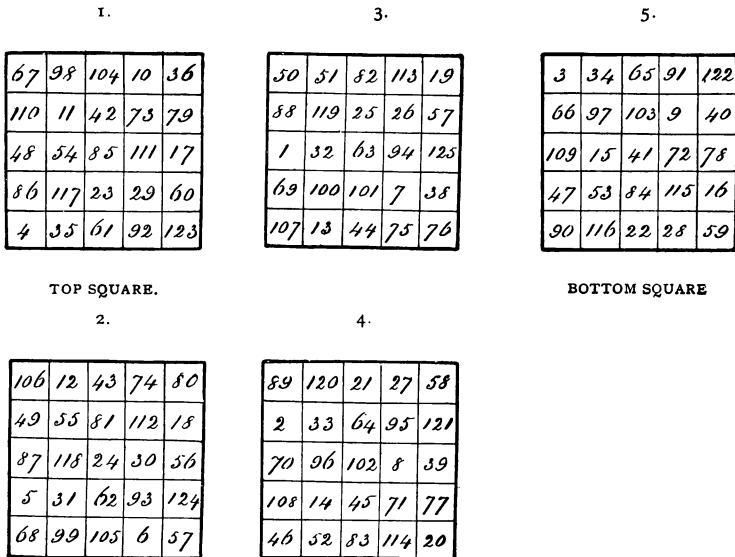 1.
67 98 104 10 36
110 11 42 73 79
48 54 85 111 17
86 117 23 29 60
4 35 61 92 123
TOP SQUARE.
3.
50 51 82 113 19
88 119 25 26 57
1 32 63 94 125
69 100 101 7 38
107 13 44 75 76
5.
3 34 65 91 122
66 97 103 9 40
109 15 41 72 78
47 53 84 115 16
90 116 22 28 59
BOTTOM SQUARE
2.
106 12 43 74 80
49 55 81 112 18
87 118 24 30 56
5 31 62 93 124
68 99 105 6 57
4.
89 120 21 27 58
2 33 64 95 121
70 96 102 8 39
108 14 45 71 77
46 52 83 114 20